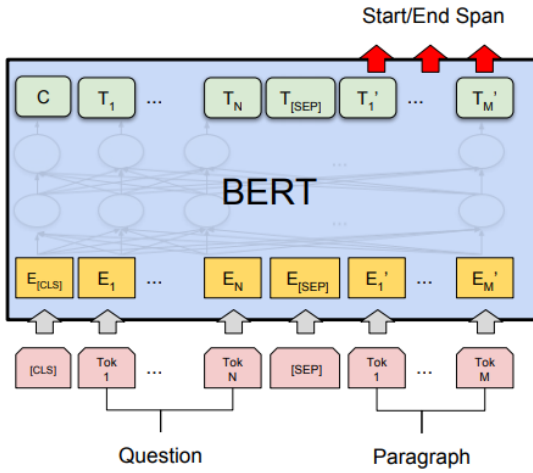 Start/End Span
C T1 ... TN T[SEP] T1' ... TM'
BERT
E[CLS] E1 ... EN E[SEP] E1' ... EM'
[CLS] Tok 1 ... Tok N [SEP] Tok 1 ... Tok M
Question Paragraph